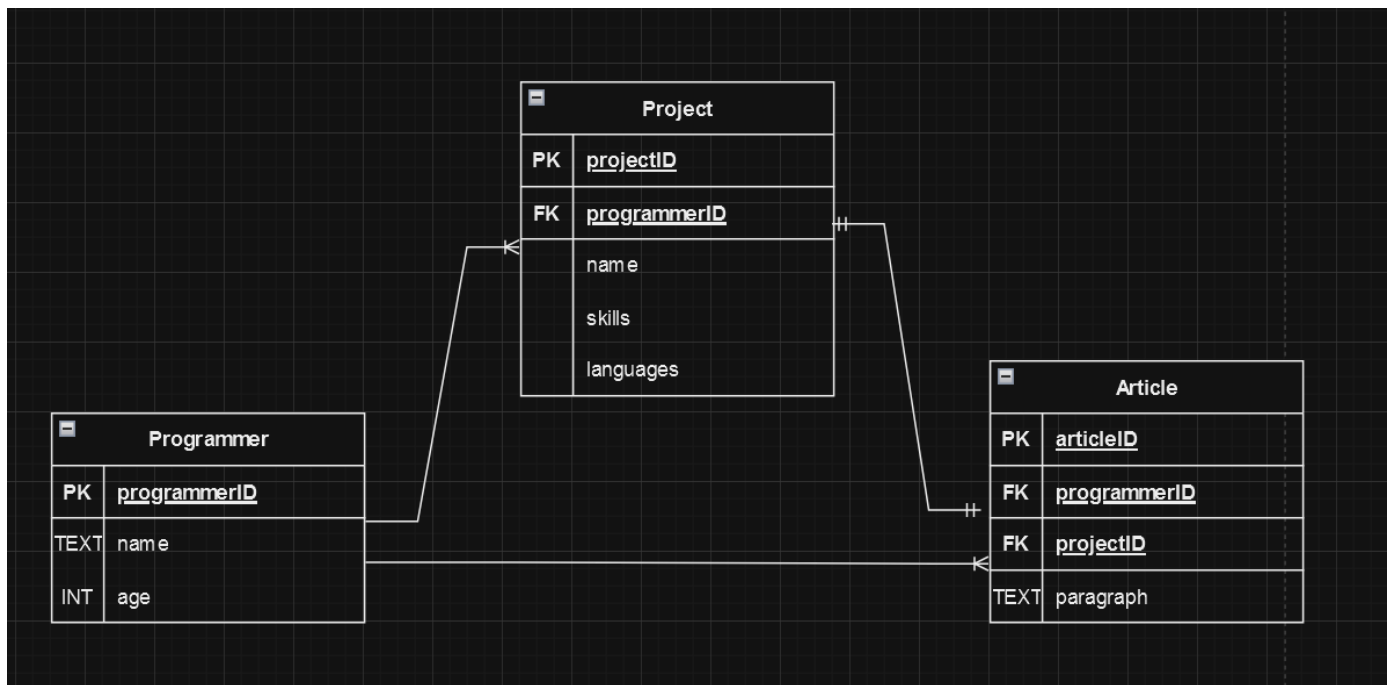 Project
PK projectID
FK programmerID
name
skills
languages
Programmer
PK programmerID
TEXT name
INT age
Article
PK articleID
FK programmerID
FK projectID
TEXT paragraph